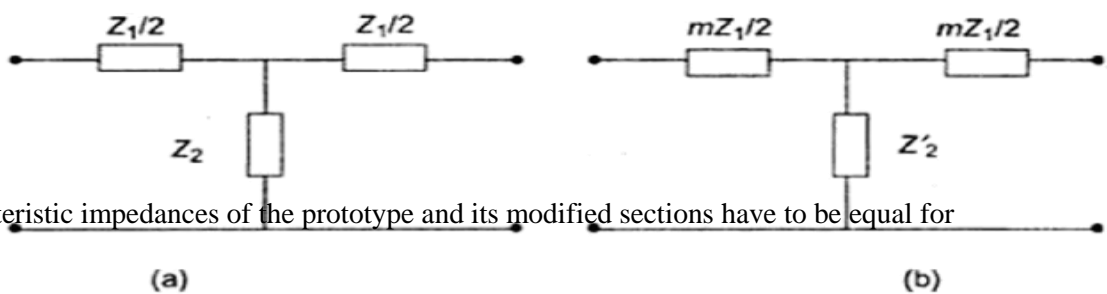 Z₁/2 Z₁/2 mZ₁/2 mZ₁/2
Z₂ Z′₂
teristic impedances of the prototype and its modified sections have to be equal for
(a) (b)